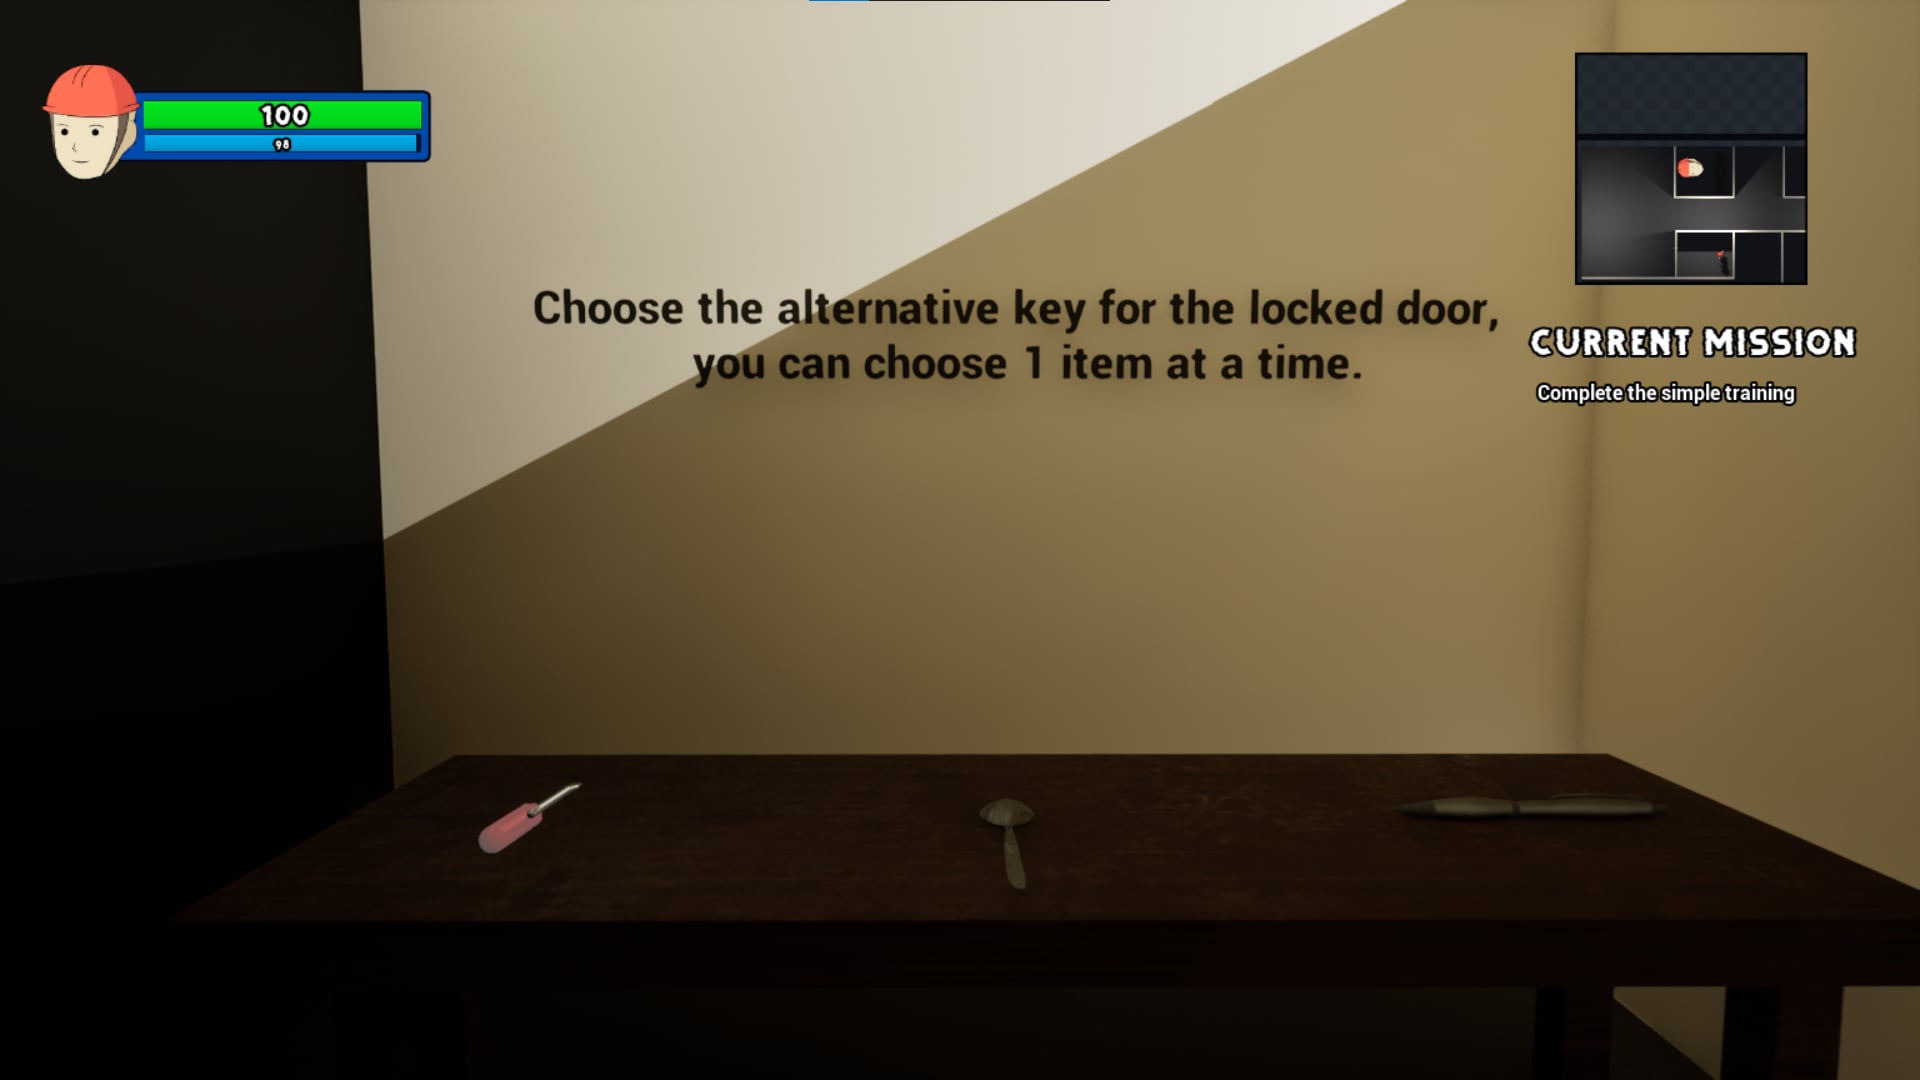 100
98
Choose the alternative key for the locked door,
you can choose 1 item at a time.
CURRENT MISSION
Complete the simple training